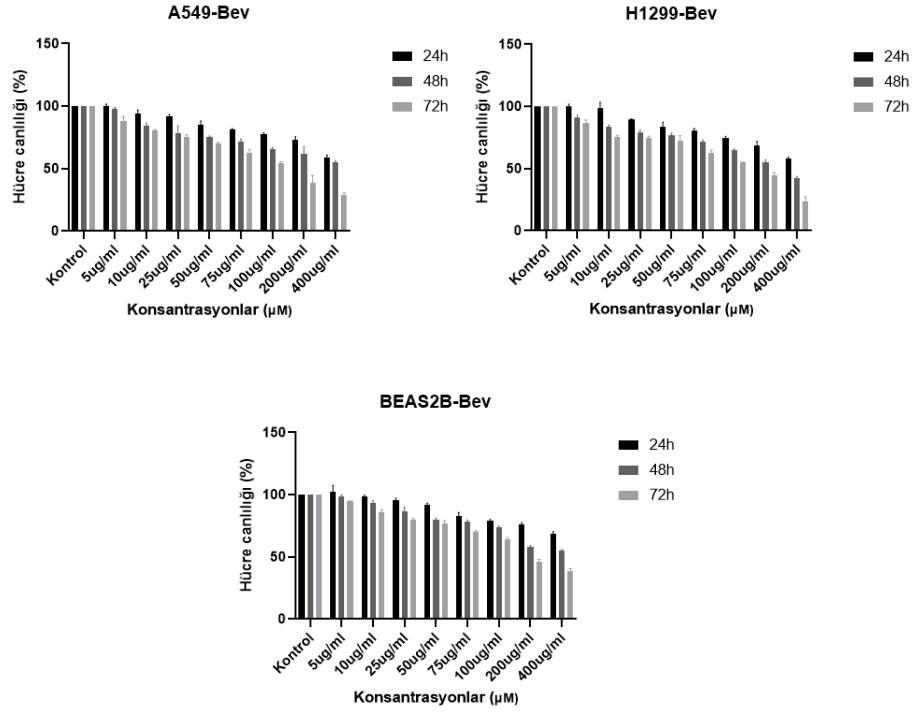 A549-Bev
150
100
50
0
Hücre canlılığı (%)
24h
48h
72h
Kontrol
5ug/ml
10ug/ml
25ug/ml
50ug/ml
75ug/ml
100ug/ml
200ug/ml
400ug/ml
Konsantrasyonlar (µM)
H1299-Bev
150
100
50
0
Hücre canlılığı (%)
24h
48h
72h
Kontrol
5ug/ml
10ug/ml
25ug/ml
50ug/ml
75ug/ml
100ug/ml
200ug/ml
400ug/ml
Konsantrasyonlar (µM)
BEAS2B-Bev
150
100
50
0
Hücre canlılığı (%)
24h
48h
72h
Kontrol
5ug/ml
10ug/ml
25ug/ml
50ug/ml
75ug/ml
100ug/ml
200ug/ml
400ug/ml
Konsantrasyonlar (µM)